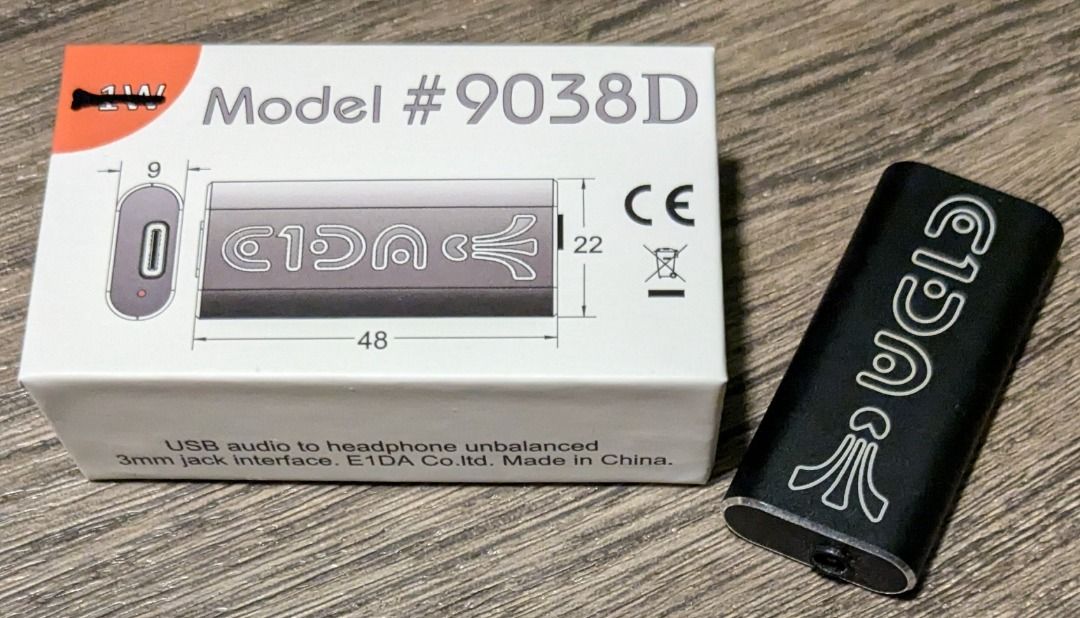 1W
Model #9038D
9
E1DA
22
CE
48
USB audio to headphone unbalanced
3mm jack interface. E1DA Co.ltd. Made in China.
E1DA